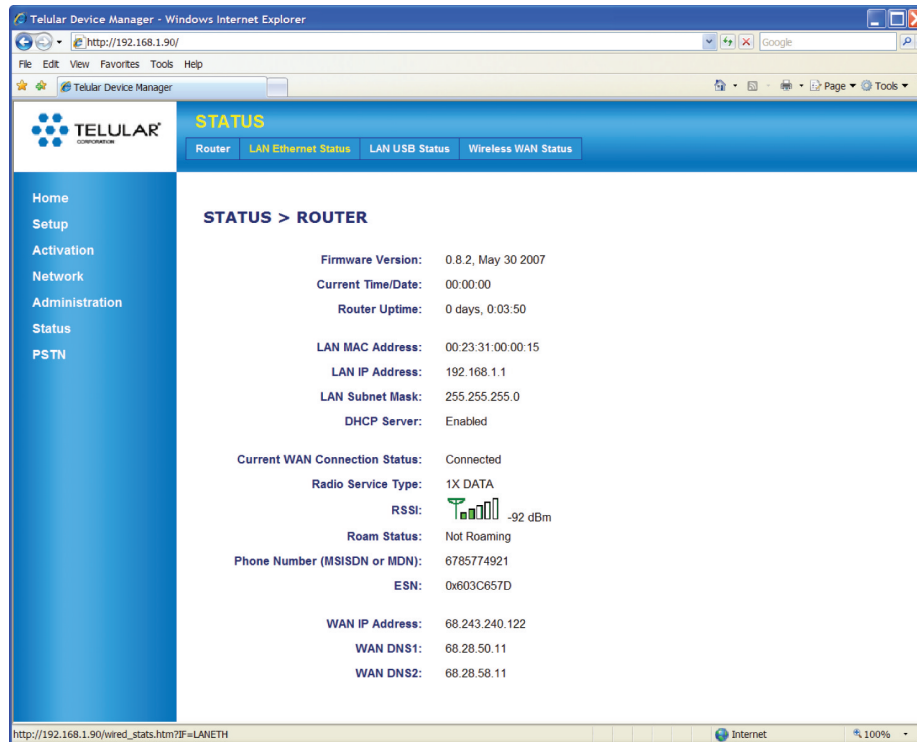 Telular Device Manager - Windows Internet Explorer
http://192.168.1.90/
Google
File Edit View Favorites Tools Help
Telular Device Manager
Page Tools
TELULAR
CORPORATION
STATUS
Router LAN Ethernet Status LAN USB Status Wireless WAN Status
Home
Setup
Activation
Network
Administration
Status
PSTN
STATUS > ROUTER
Firmware Version: 0.8.2, May 30 2007
Current Time/Date: 00:00:00
Router Uptime: 0 days, 0:03:50
LAN MAC Address: 00:23:31:00:00:15
LAN IP Address: 192.168.1.1
LAN Subnet Mask: 255.255.255.0
DHCP Server: Enabled
Current WAN Connection Status: Connected
Radio Service Type: 1X DATA
RSSI: -92 dBm
Roam Status: Not Roaming
Phone Number (MSISDN or MDN): 6785774921
ESN: 0x603C657D
WAN IP Address: 68.243.240.122
WAN DNS1: 68.28.50.11
WAN DNS2: 68.28.58.11
http://192.168.1.90/wired_stats.htm?IF=LANETH
Internet
100%